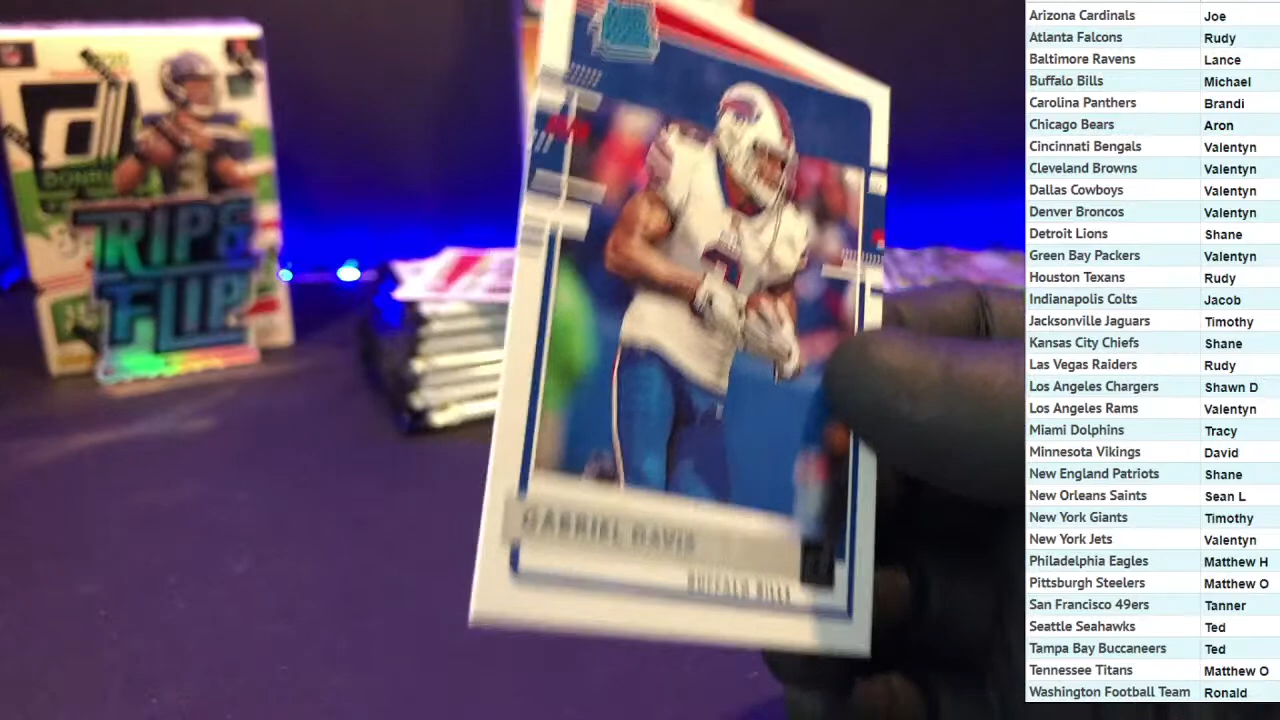 RIPS
FLIP
GABRIEL DAVIS
BUFFALO BILLS
Arizona Cardinals Joe
Atlanta Falcons Rudy
Baltimore Ravens Lance
Buffalo Bills Michael
Carolina Panthers Brandi
Chicago Bears Aron
Cincinnati Bengals Valentyn
Cleveland Browns Valentyn
Dallas Cowboys Valentyn
Denver Broncos Valentyn
Detroit Lions Shane
Green Bay Packers Valentyn
Houston Texans Rudy
Indianapolis Colts Jacob
Jacksonville Jaguars Timothy
Kansas City Chiefs Shane
Las Vegas Raiders Rudy
Los Angeles Chargers Shawn D
Los Angeles Rams Valentyn
Miami Dolphins Tracy
Minnesota Vikings David
New England Patriots Shane
New Orleans Saints Sean L
New York Giants Timothy
New York Jets Valentyn
Philadelphia Eagles Matthew H
Pittsburgh Steelers Matthew O
San Francisco 49ers Tanner
Seattle Seahawks Ted
Tampa Bay Buccaneers Ted
Tennessee Titans Matthew O
Washington Football Team Ronald